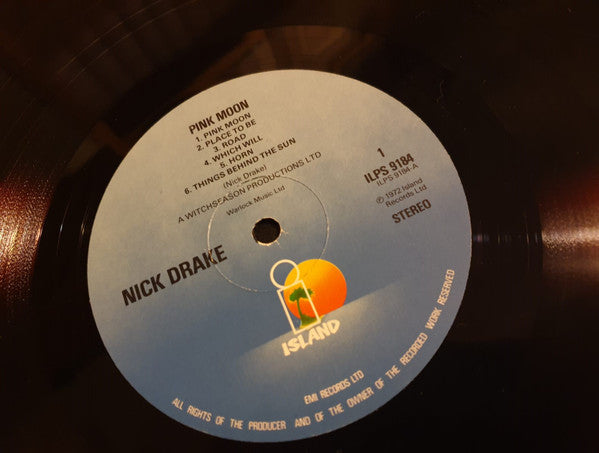 PINK MOON
1. PINK MOON
2. PLACE TO BE
3. ROAD
4. WHICH WILL
5. HORN
6. THINGS BEHIND THE SUN
(Nick Drake)
A WITCHSEASON PRODUCTIONS LTD
Warlock Music Ltd
1
ILPS 9184
ILPS 9184-A
℗ 1972 Island
Records Ltd
STEREO
NICK DRAKE
i
ISLAND
EMI RECORDS LTD
ALL RIGHTS OF THE PRODUCER AND OF THE OWNER OF THE RECORDED WORK RESERVED